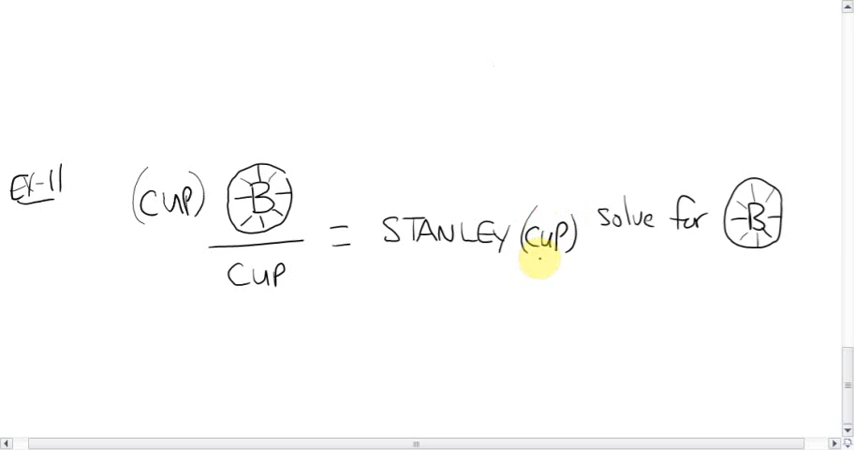 Ex-11 (CUP) B = STANLEY (CUP) solve for B
CUP